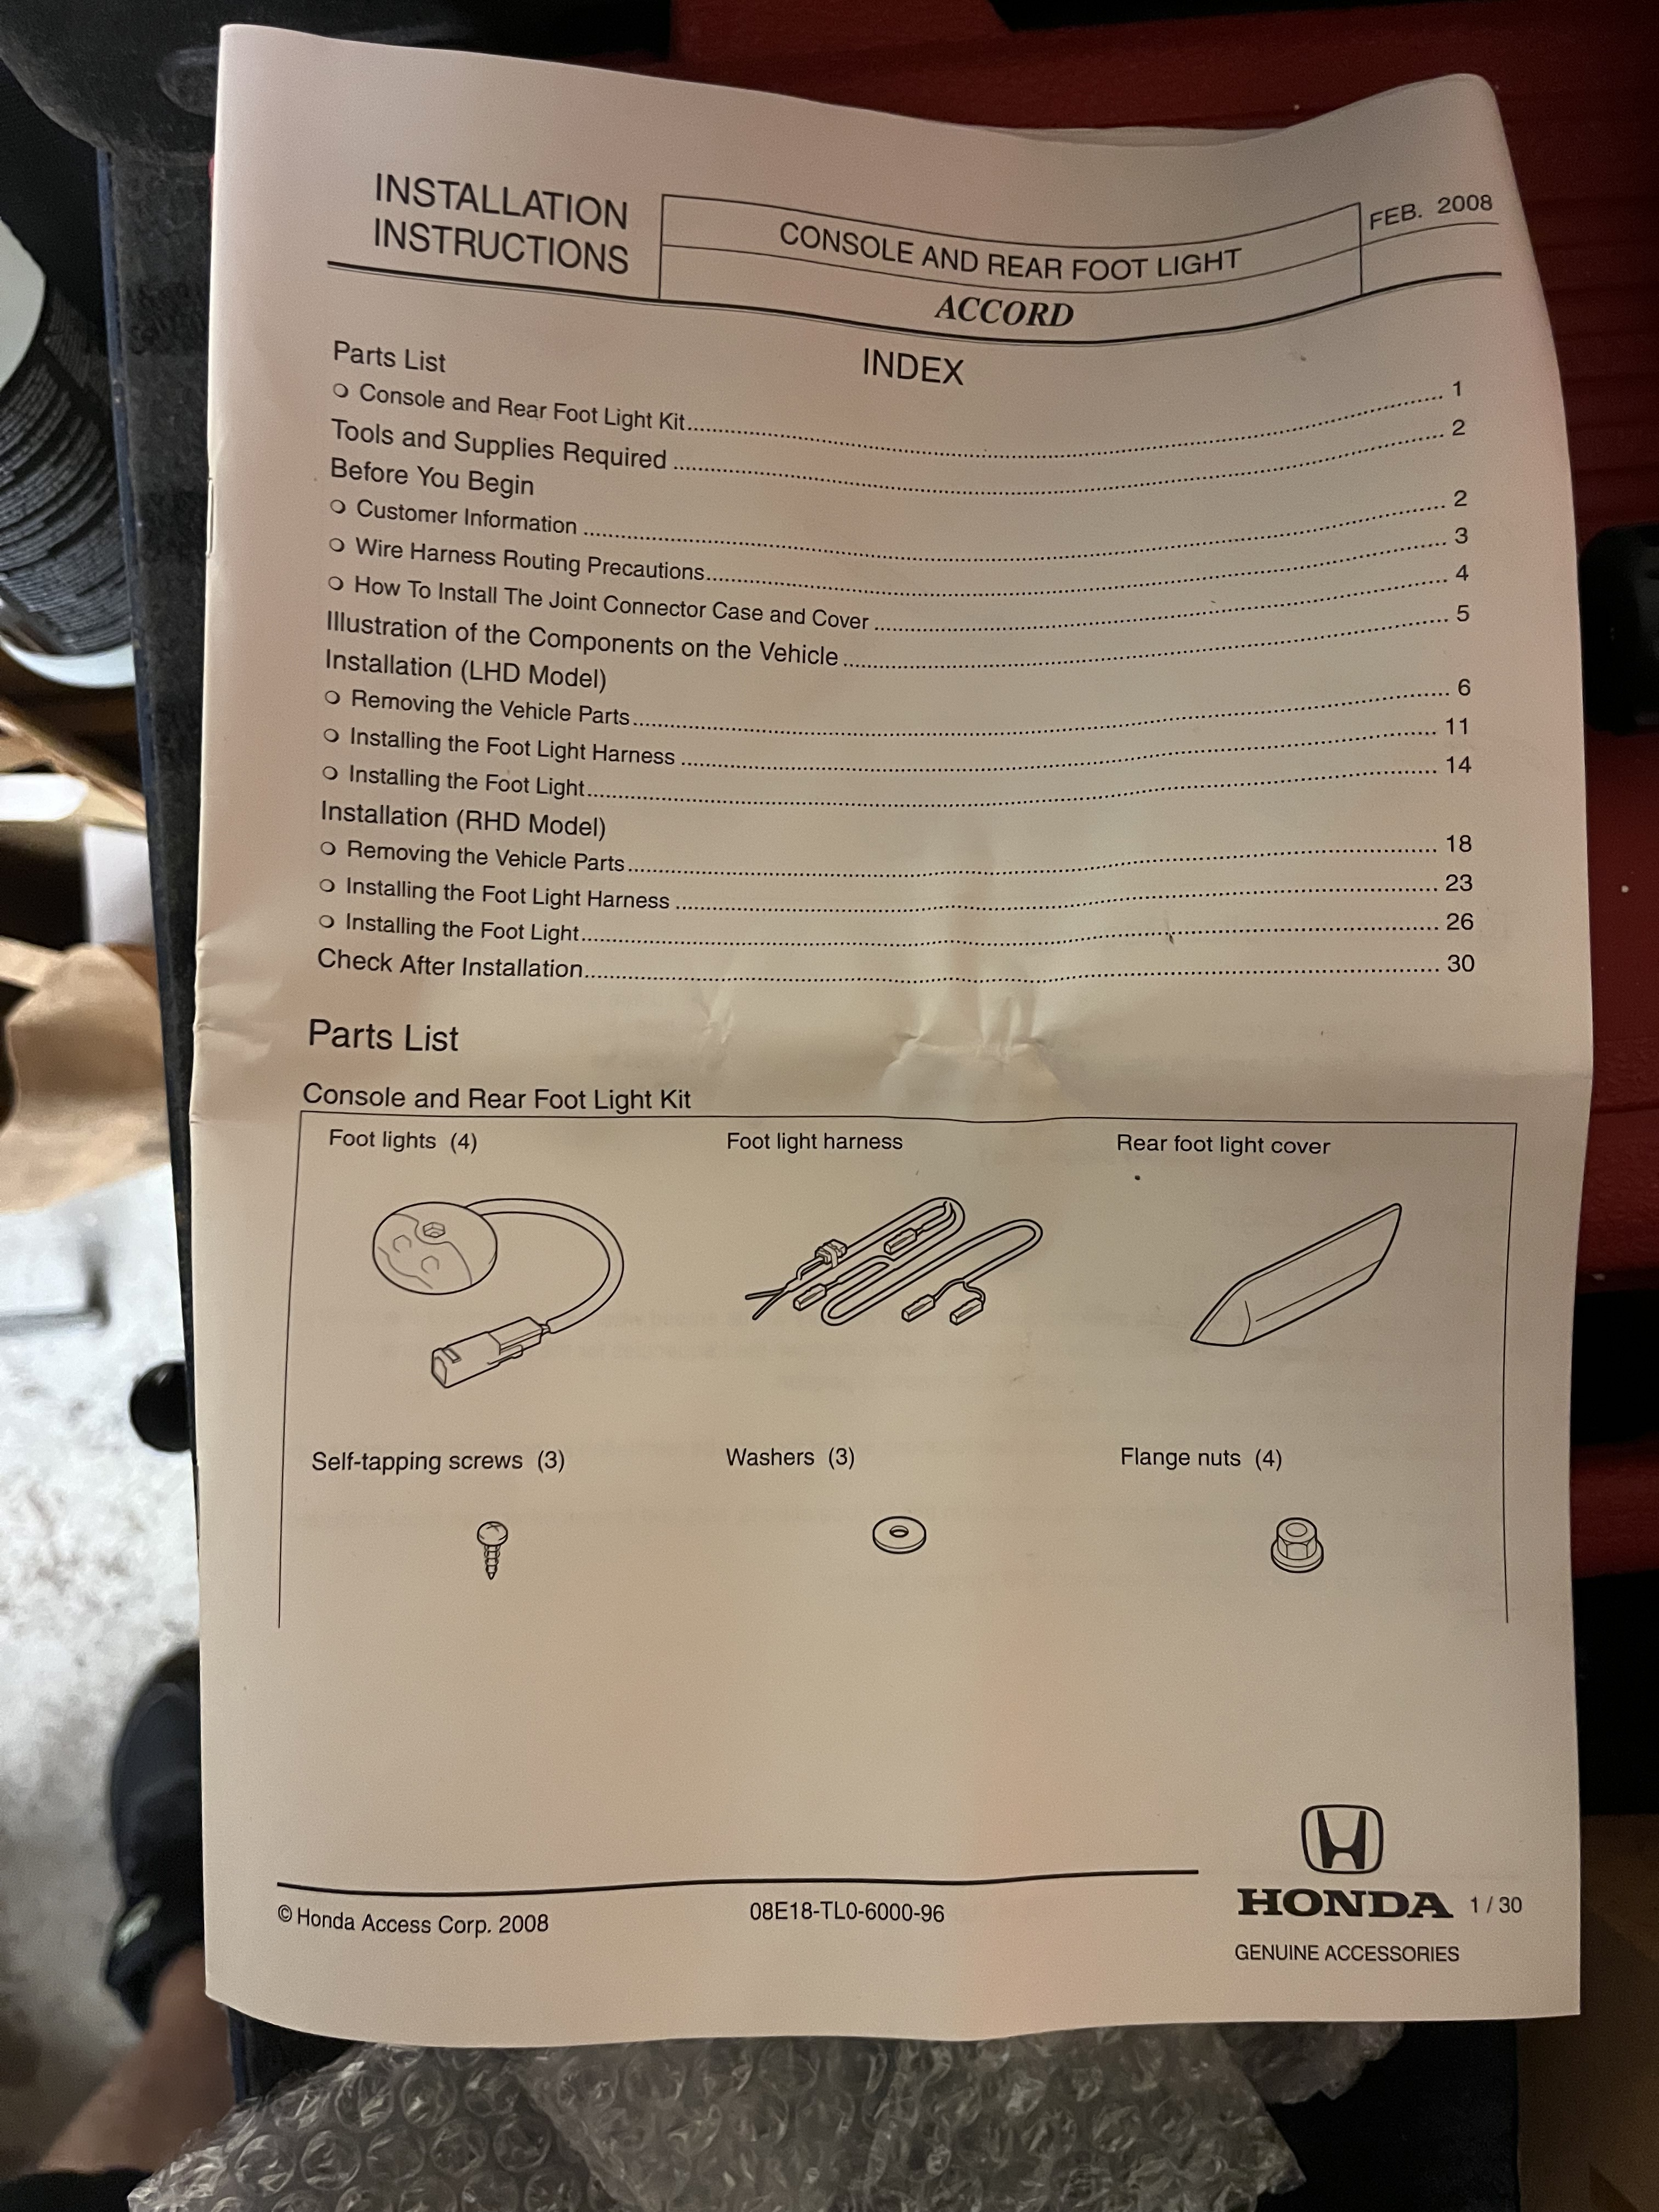 INSTALLATION
INSTRUCTIONS
CONSOLE AND REAR FOOT LIGHT
FEB. 2008
ACCORD
INDEX
Parts List
❍ Console and Rear Foot Light Kit........ 1
Tools and Supplies Required ........ 2
Before You Begin
❍ Customer Information ........ 2
❍ Wire Harness Routing Precautions........ 3
❍ How To Install The Joint Connector Case and Cover ........ 4
Illustration of the Components on the Vehicle ........ 5
Installation (LHD Model)
❍ Removing the Vehicle Parts........ 6
❍ Installing the Foot Light Harness ........ 11
❍ Installing the Foot Light........ 14
Installation (RHD Model)
❍ Removing the Vehicle Parts........ 18
❍ Installing the Foot Light Harness ........ 23
❍ Installing the Foot Light........ 26
Check After Installation........ 30
Parts List
Console and Rear Foot Light Kit
Foot lights (4)
Foot light harness
Rear foot light cover
Self-tapping screws (3)
Washers (3)
Flange nuts (4)
© Honda Access Corp. 2008
08E18-TL0-6000-96
HONDA
1 / 30
GENUINE ACCESSORIES